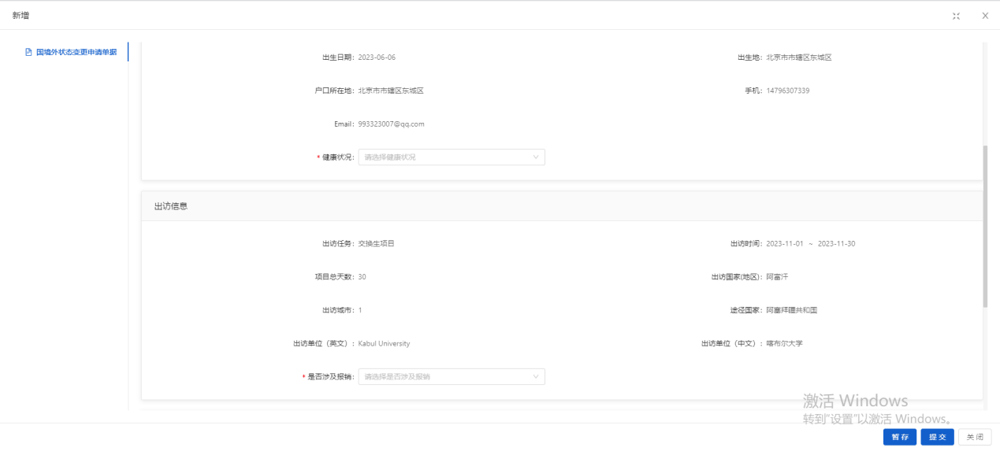 新增
国境外状态变更申请单据
出生日期： 2023-06-06 出生地： 北京市市辖区东城区
户口所在地： 北京市市辖区东城区 手机： 14796307339
Email： 993323007@qq.com
* 健康状况： 请选择健康状况
出访信息
出访任务： 交换生项目 出访时间： 2023-11-01 ~ 2023-11-30
项目总天数： 30 出访国家(地区)： 阿富汗
出访城市： 1 途径国家： 阿塞拜疆共和国
出访单位（英文）： Kabul University 出访单位（中文）： 喀布尔大学
* 是否涉及报销： 请选择是否涉及报销
激活 Windows
转到"设置"以激活 Windows。
暂存 提交 关闭